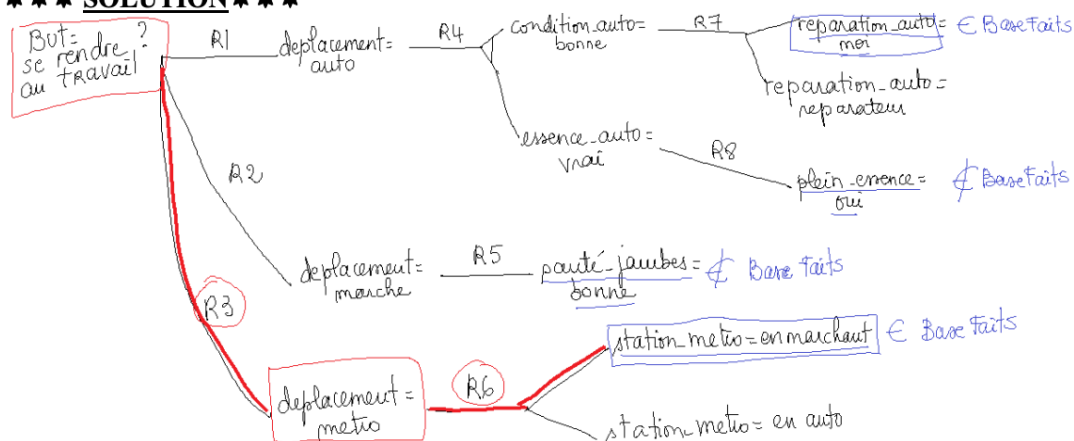 ★★★ SOLUTION★★★
But= ?
se rendre
au travail
R1
deplacement=
auto
R4
condition_auto=
bonne
R7
reparation_auto=
moi
∈ Base Faits
reparation_auto=
reparateur
essence_auto=
vrai
R8
plein_essence=
oui
∉ Base Faits
R2
deplacement=
marche
R5
santé_jambes=
bonne
∉ Base Faits
R3
deplacement=
metro
R6
station_metro=en marchant
∈ Base Faits
station_metro= en auto